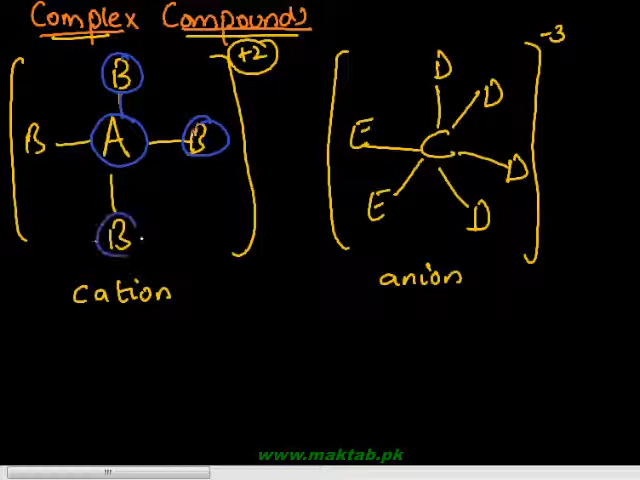 Complex Compounds
B
+2
B A B
B
cation
-3
D
D
E C D
E D
anion
www.maktab.pk